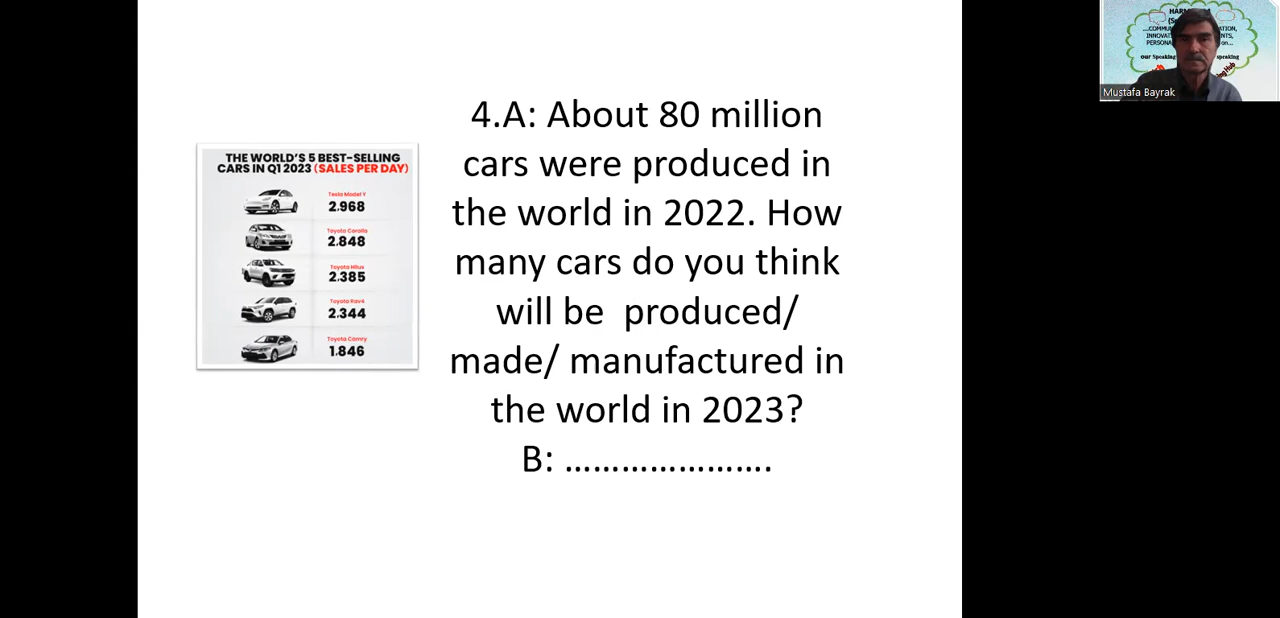 THE WORLD'S 5 BEST-SELLING
CARS IN Q1 2023 (SALES PER DAY)
Tesla Model Y
2.968
Toyota Corolla
2.848
Toyota Hilux
2.385
Toyota Rav4
2.344
Toyota Camry
1.846
4.A: About 80 million
cars were produced in
the world in 2022. How
many cars do you think
will be produced/
made/ manufactured in
the world in 2023?
B: ………………….
Our Speaking
speaking
Mustafa Bayrak